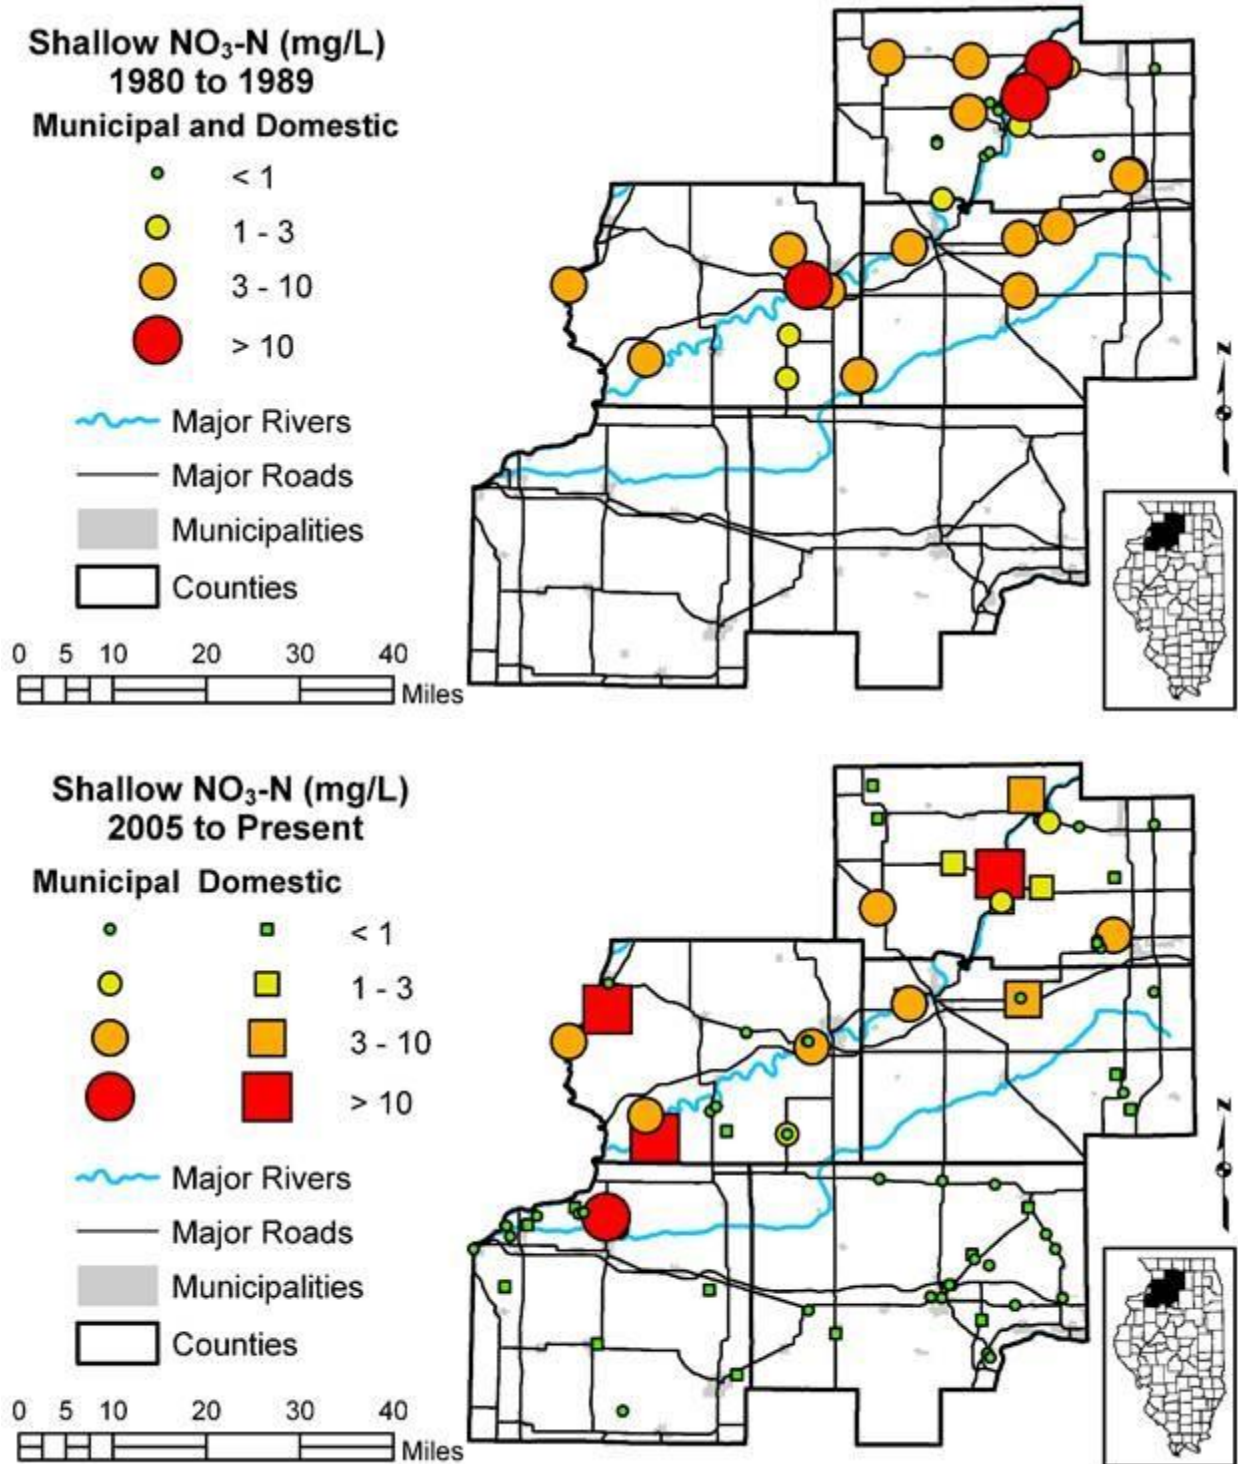 Shallow NO₃-N (mg/L)
1980 to 1989
Municipal and Domestic
< 1
1 - 3
3 - 10
> 10
Major Rivers
Major Roads
Municipalities
Counties
0 5 10 20 30 40
Miles
N
Shallow NO₃-N (mg/L)
2005 to Present
Municipal Domestic
< 1
1 - 3
3 - 10
> 10
Major Rivers
Major Roads
Municipalities
Counties
0 5 10 20 30 40
Miles
N